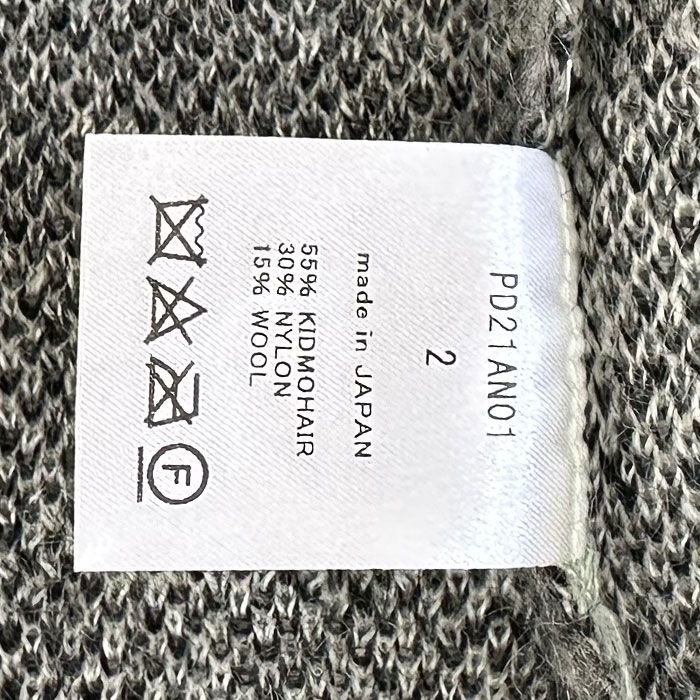 PD21AN01
2
made in JAPAN
55% KIDMOHAIR
30% NYLON
15% WOOL
F